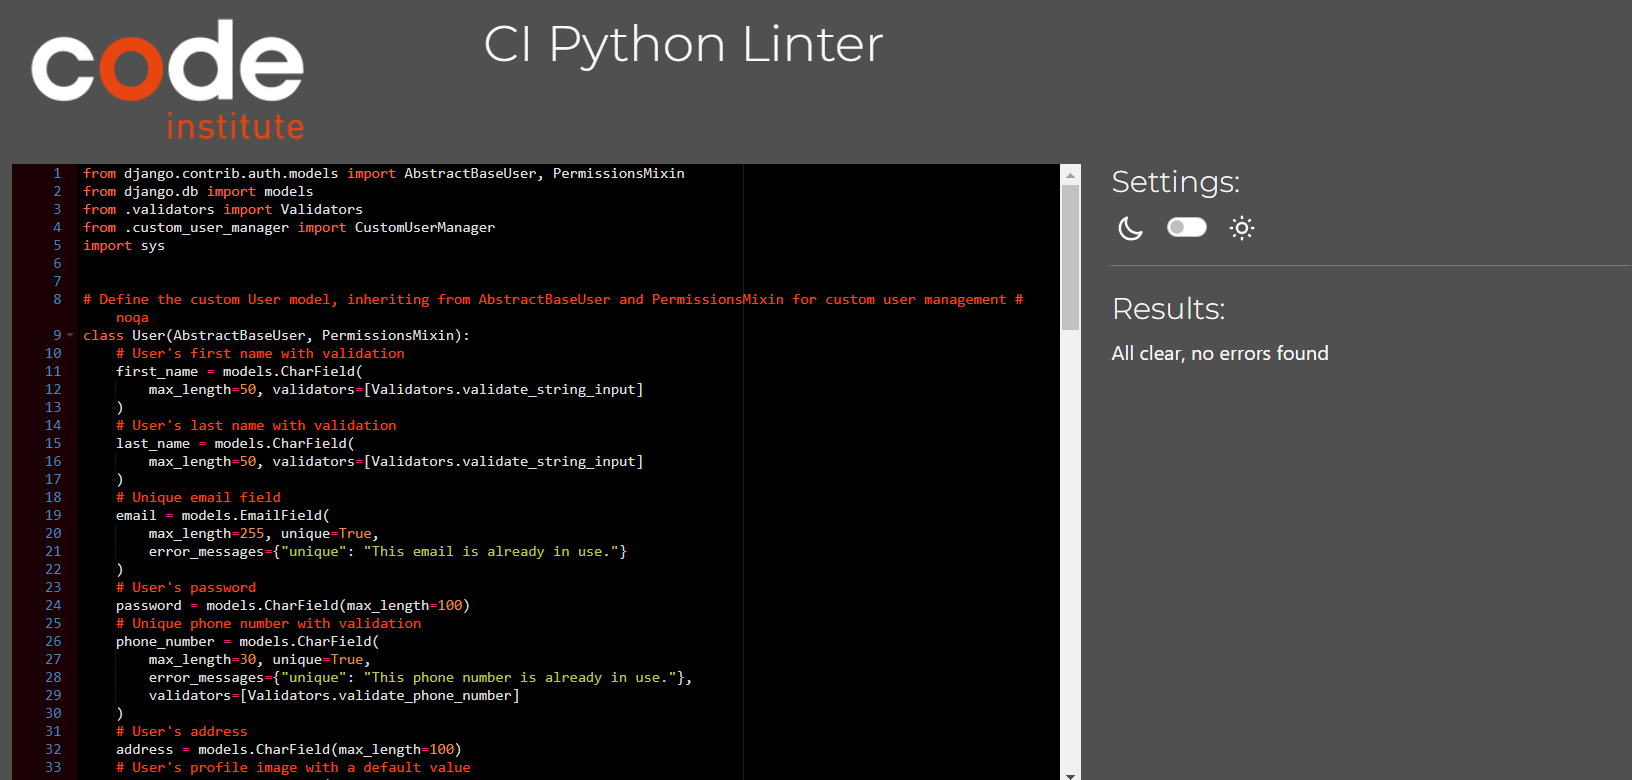 code
institute
CI Python Linter
1 from django.contrib.auth.models import AbstractBaseUser, PermissionsMixin
2 from django.db import models
3 from .validators import Validators
4 from .custom_user_manager import CustomUserManager
5 import sys
6
7
8 # Define the custom User model, inheriting from AbstractBaseUser and PermissionsMixin for custom user management #
noqa
9 class User(AbstractBaseUser, PermissionsMixin):
10 # User's first name with validation
11 first_name = models.CharField(
12 max_length=50, validators=[Validators.validate_string_input]
13 )
14 # User's last name with validation
15 last_name = models.CharField(
16 max_length=50, validators=[Validators.validate_string_input]
17 )
18 # Unique email field
19 email = models.EmailField(
20 max_length=255, unique=True,
21 error_messages={"unique": "This email is already in use."}
22 )
23 # User's password
24 password = models.CharField(max_length=100)
25 # Unique phone number with validation
26 phone_number = models.CharField(
27 max_length=30, unique=True,
28 error_messages={"unique": "This phone number is already in use."},
29 validators=[Validators.validate_phone_number]
30 )
31 # User's address
32 address = models.CharField(max_length=100)
33 # User's profile image with a default value
Settings:
Results:
All clear, no errors found